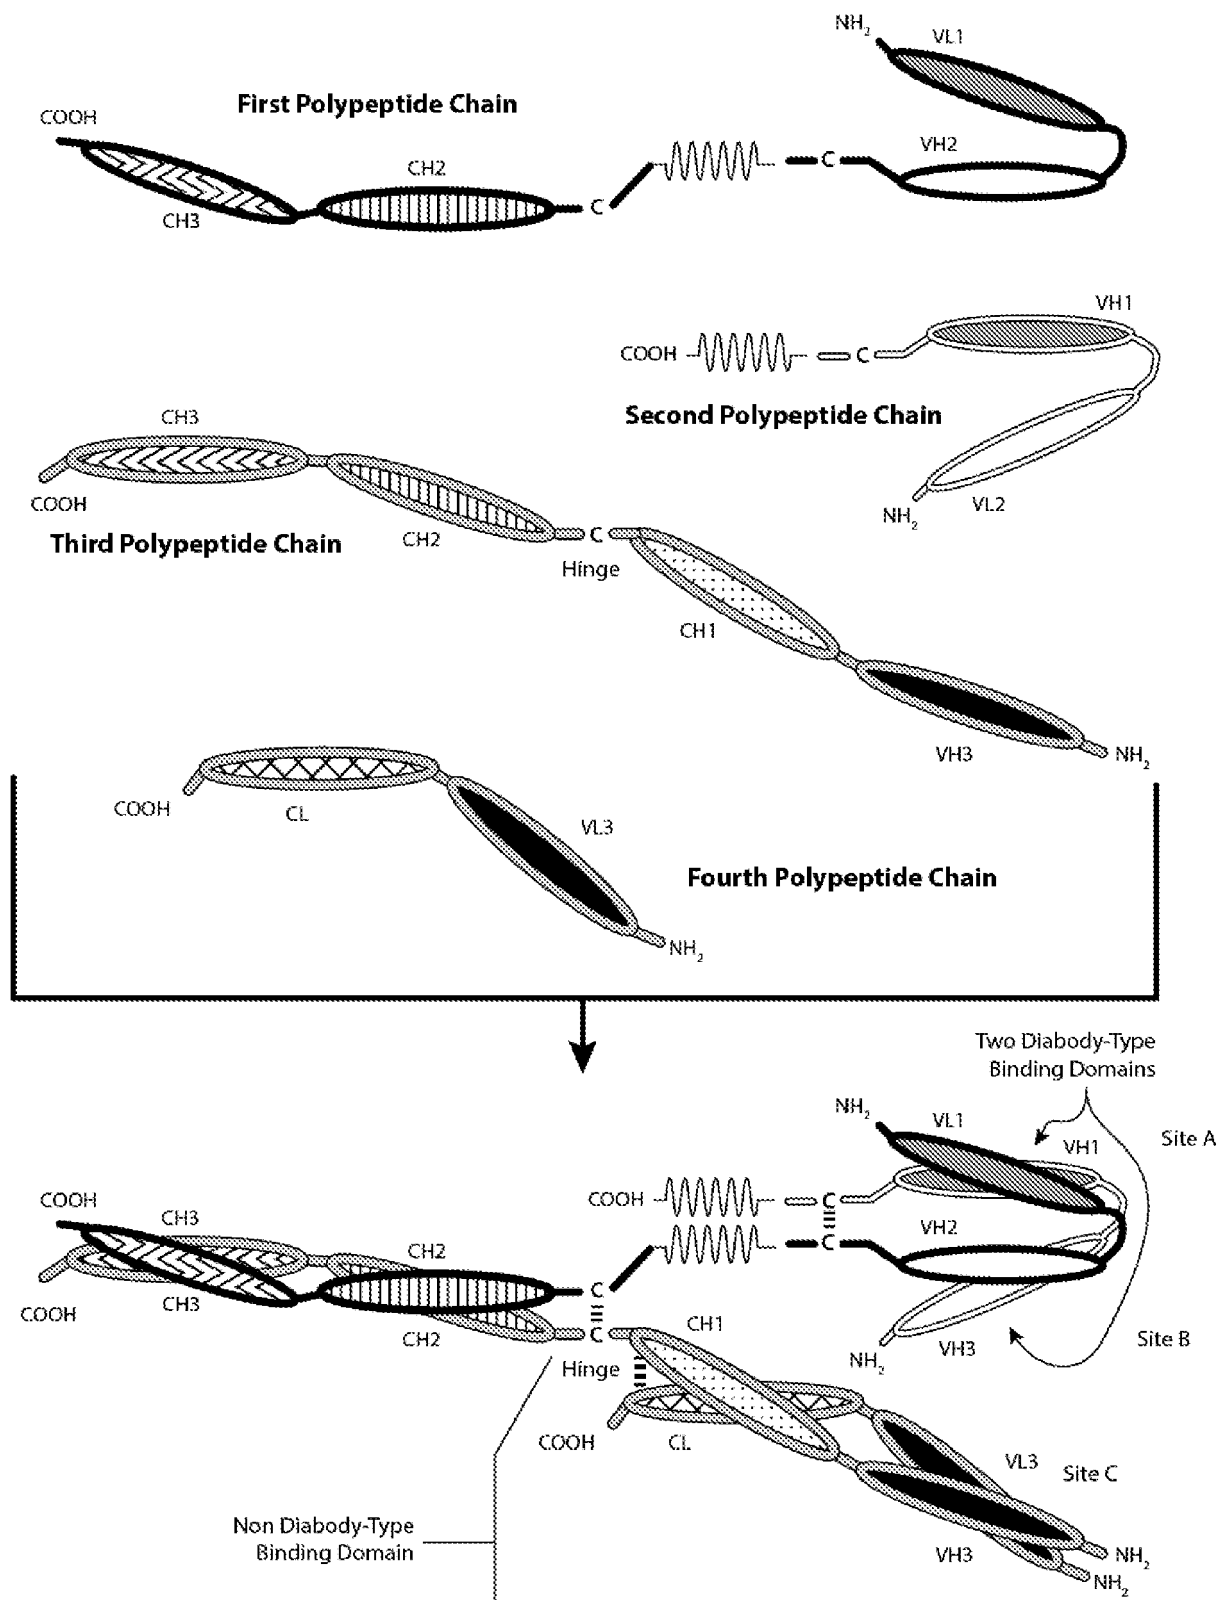 NH2
VL1
First Polypeptide Chain
COOH
VH2
CH2
C
C
CH3
VH1
COOH
C
Second Polypeptide Chain
CH3
COOH
VL2
NH2
Third Polypeptide Chain
CH2
C
Hinge
CH1
VH3
NH2
COOH
CL
VL3
Fourth Polypeptide Chain
NH2
Two Diabody-Type
Binding Domains
NH2
VL1
VH1
Site A
COOH
COOH
C
CH3
CH2
VH2
C
C
CH3
COOH
CH2
C
CH1
Hinge
VH3
NH2
Site B
COOH
CL
VL3
Site C
Non Diabody-Type
Binding Domain
VH3
NH2
NH2